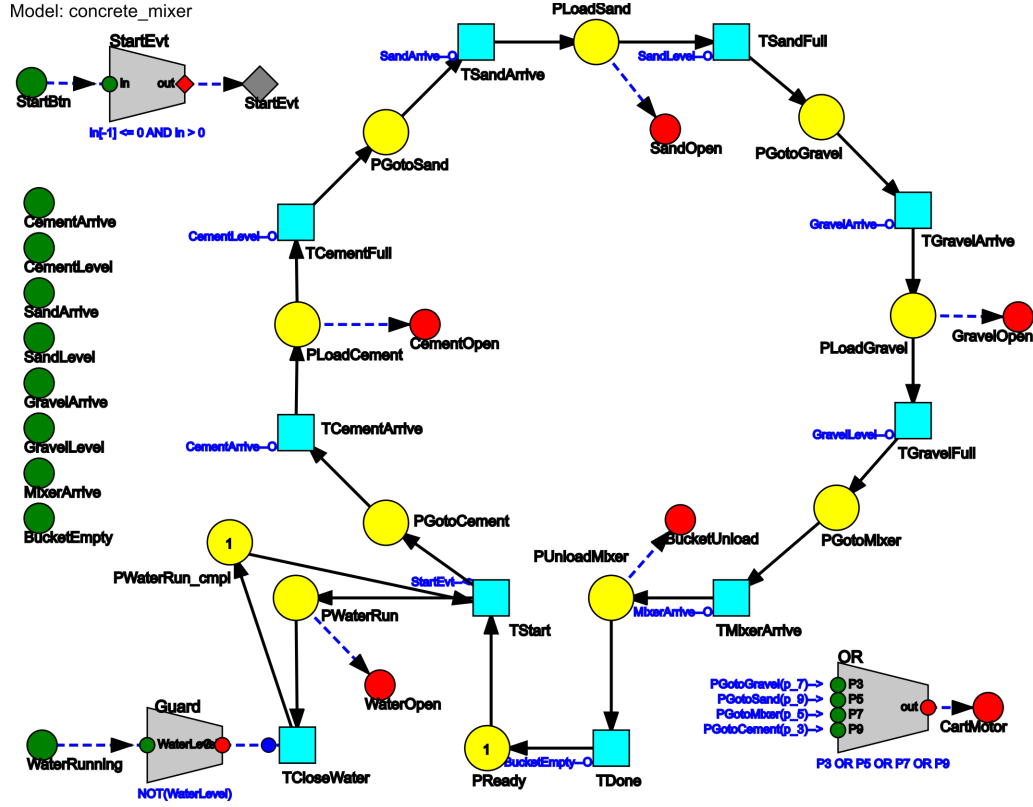 Model: concrete_mixer
PLoadSand
StartEvt
SandArrive--O
TSandArrive
SandLevel--O
TSandFull
In
out
StartBtn
StartEvt
In[-1] <= 0 AND In > 0
SandOpen
PGotoSand
PGotoGravel
CementArrive
CementLevel
SandArrive
SandLevel
GravelArrive
GravelLevel
MixerArrive
BucketEmpty
CementLevel--O
TCementFull
GravelArrive--O
TGravelArrive
PLoadCement
CementOpen
PLoadGravel
GravelOpen
CementArrive--O
TCementArrive
GravelLevel--O
TGravelFull
PGotoCement
BucketUnload
PGotoMixer
1
PWaterRun_cmpl
PUnloadMixer
StartEvt--O
PWaterRun
TStart
MixerArrive--O
TMixerArrive
WaterOpen
OR
PGotoGravel(p_7)-->
P3
PGotoSand(p_9)-->
P5
PGotoMixer(p_5)-->
P7
PGotoCement(p_3)-->
P9
out
CartMotor
P3 OR P5 OR P7 OR P9
Guard
WaterRunning
NOT(WaterLevel)
TCloseWater
1
PReady
BucketEmpty--O
TDone